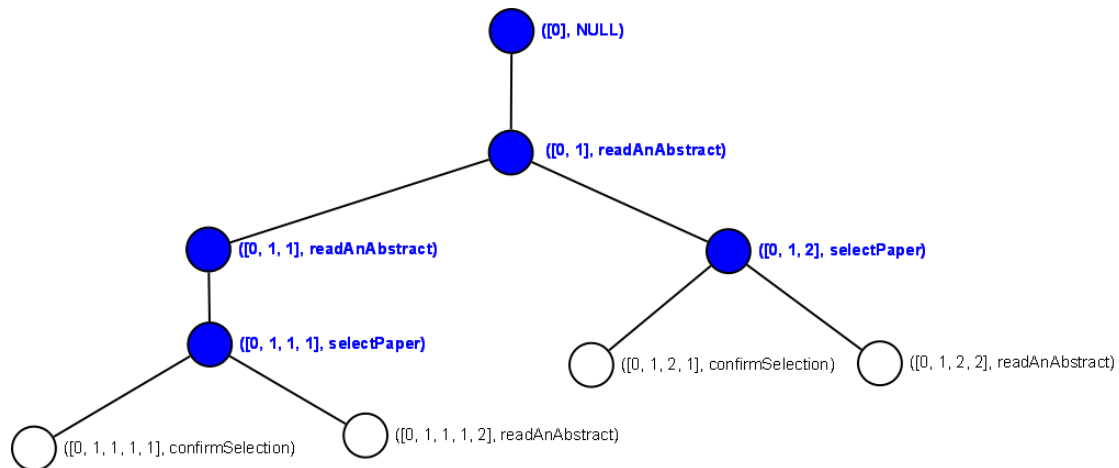 ([0], NULL)
([0, 1], readAnAbstract)
([0, 1, 1], readAnAbstract)
([0, 1, 2], selectPaper)
([0, 1, 1, 1], selectPaper)
([0, 1, 2, 1], confirmSelection)
([0, 1, 2, 2], readAnAbstract)
([0, 1, 1, 1, 1], confirmSelection)
([0, 1, 1, 1, 2], readAnAbstract)